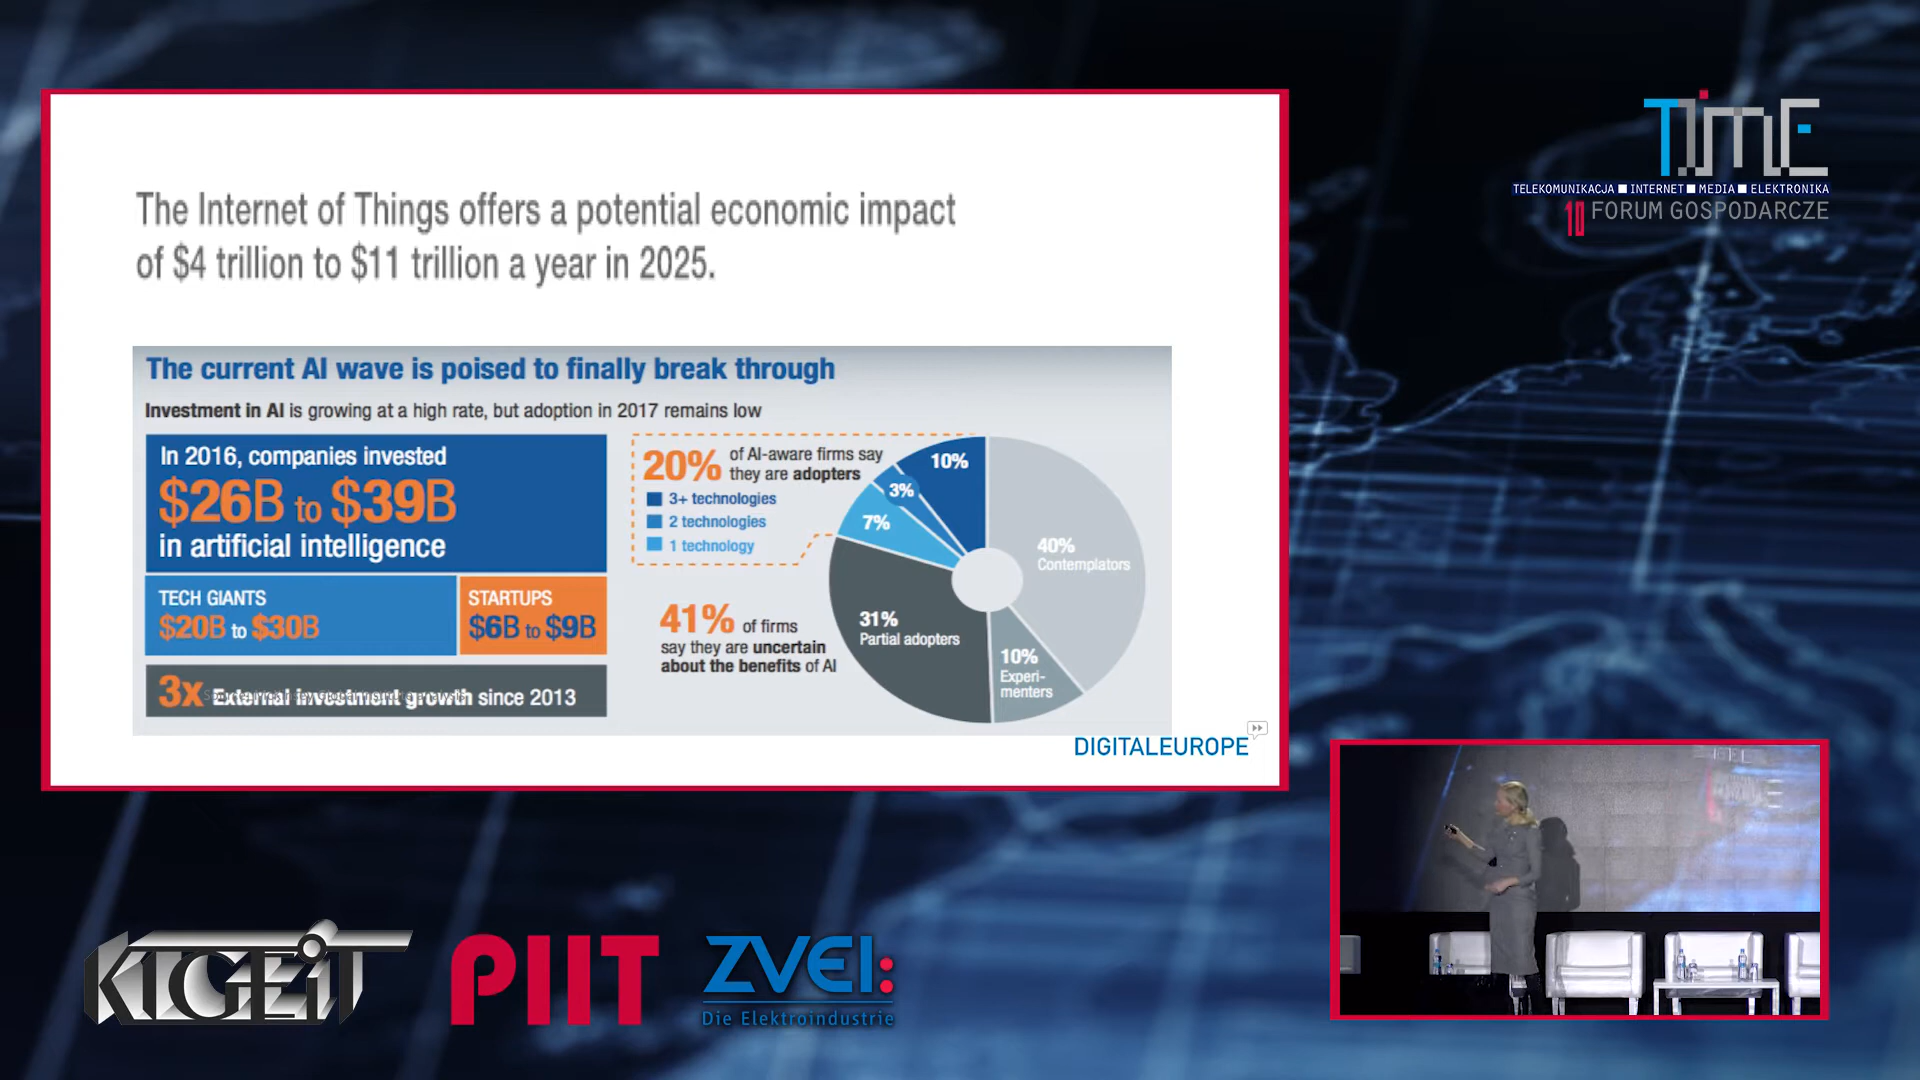 The Internet of Things offers a potential economic impact
of $4 trillion to $11 trillion a year in 2025.
The current AI wave is poised to finally break through
Investment in AI is growing at a high rate, but adoption in 2017 remains low
In 2016, companies invested
$26B to $39B
in artificial intelligence
TECH GIANTS
$20B to $30B
STARTUPS
$6B to $9B
3x External investment growth since 2013
Source: McKinsey Global Institute analysis
20% of AI-aware firms say
they are adopters
3+ technologies
2 technologies
1 technology
41% of firms
say they are uncertain
about the benefits of AI
10%
3%
7%
40%
Contemplators
31%
Partial adopters
10%
Experi-
menters
DIGITALEUROPE
TIME
TELEKOMUNIKACJA INTERNET MEDIA ELEKTRONIKA
10 FORUM GOSPODARCZE
KIGEiT
PIIT
ZVEI:
Die Elektroindustrie